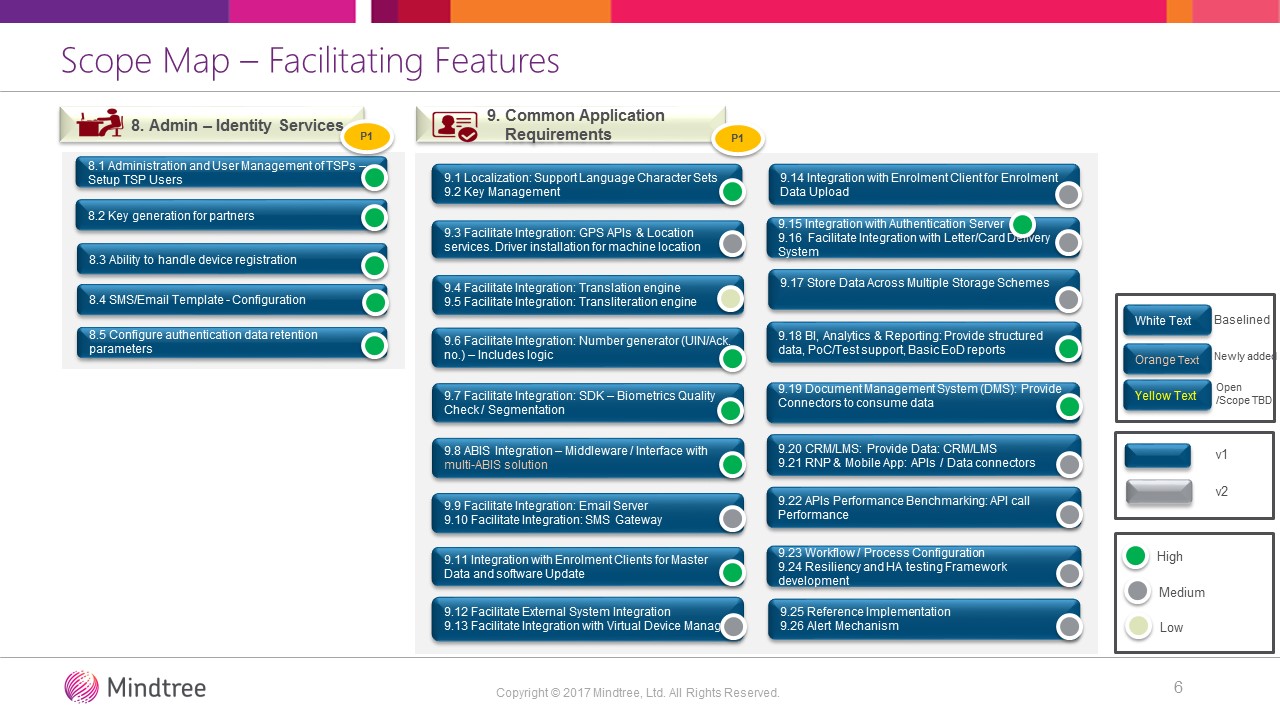 Scope Map – Facilitating Features
8. Admin – Identity Services
P1
8.1 Administration and User Management of TSPs –
Setup TSP Users
8.2 Key generation for partners
8.3 Ability to handle device registration
8.4 SMS/Email Template - Configuration
8.5 Configure authentication data retention
parameters
9. Common Application
Requirements
P1
9.1 Localization: Support Language Character Sets
9.2 Key Management
9.3 Facilitate Integration: GPS APIs & Location
services. Driver installation for machine location
9.4 Facilitate Integration: Translation engine
9.5 Facilitate Integration: Transliteration engine
9.6 Facilitate Integration: Number generator (UIN/Ack.
no.) – Includes logic
9.7 Facilitate Integration: SDK – Biometrics Quality
Check / Segmentation
9.8 ABIS Integration – Middleware / Interface with
multi-ABIS solution
9.9 Facilitate Integration: Email Server
9.10 Facilitate Integration: SMS Gateway
9.11 Integration with Enrolment Clients for Master
Data and software Update
9.12 Facilitate External System Integration
9.13 Facilitate Integration with Virtual Device Manag
9.14 Integration with Enrolment Client for Enrolment
Data Upload
9.15 Integration with Authentication Server
9.16 Facilitate Integration with Letter/Card Delivery
System
9.17 Store Data Across Multiple Storage Schemes
9.18 BI, Analytics & Reporting: Provide structured
data, PoC/Test support, Basic EoD reports
9.19 Document Management System (DMS): Provide
Connectors to consume data
9.20 CRM/LMS: Provide Data: CRM/LMS
9.21 RNP & Mobile App: APIs / Data connectors
9.22 APIs Performance Benchmarking: API call
Performance
9.23 Workflow / Process Configuration
9.24 Resiliency and HA testing Framework
development
9.25 Reference Implementation
9.26 Alert Mechanism
White Text Baselined
Orange Text Newly added
Yellow Text Open
/Scope TBD
v1
v2
High
Medium
Low
Mindtree
Copyright © 2017 Mindtree, Ltd. All Rights Reserved.
6